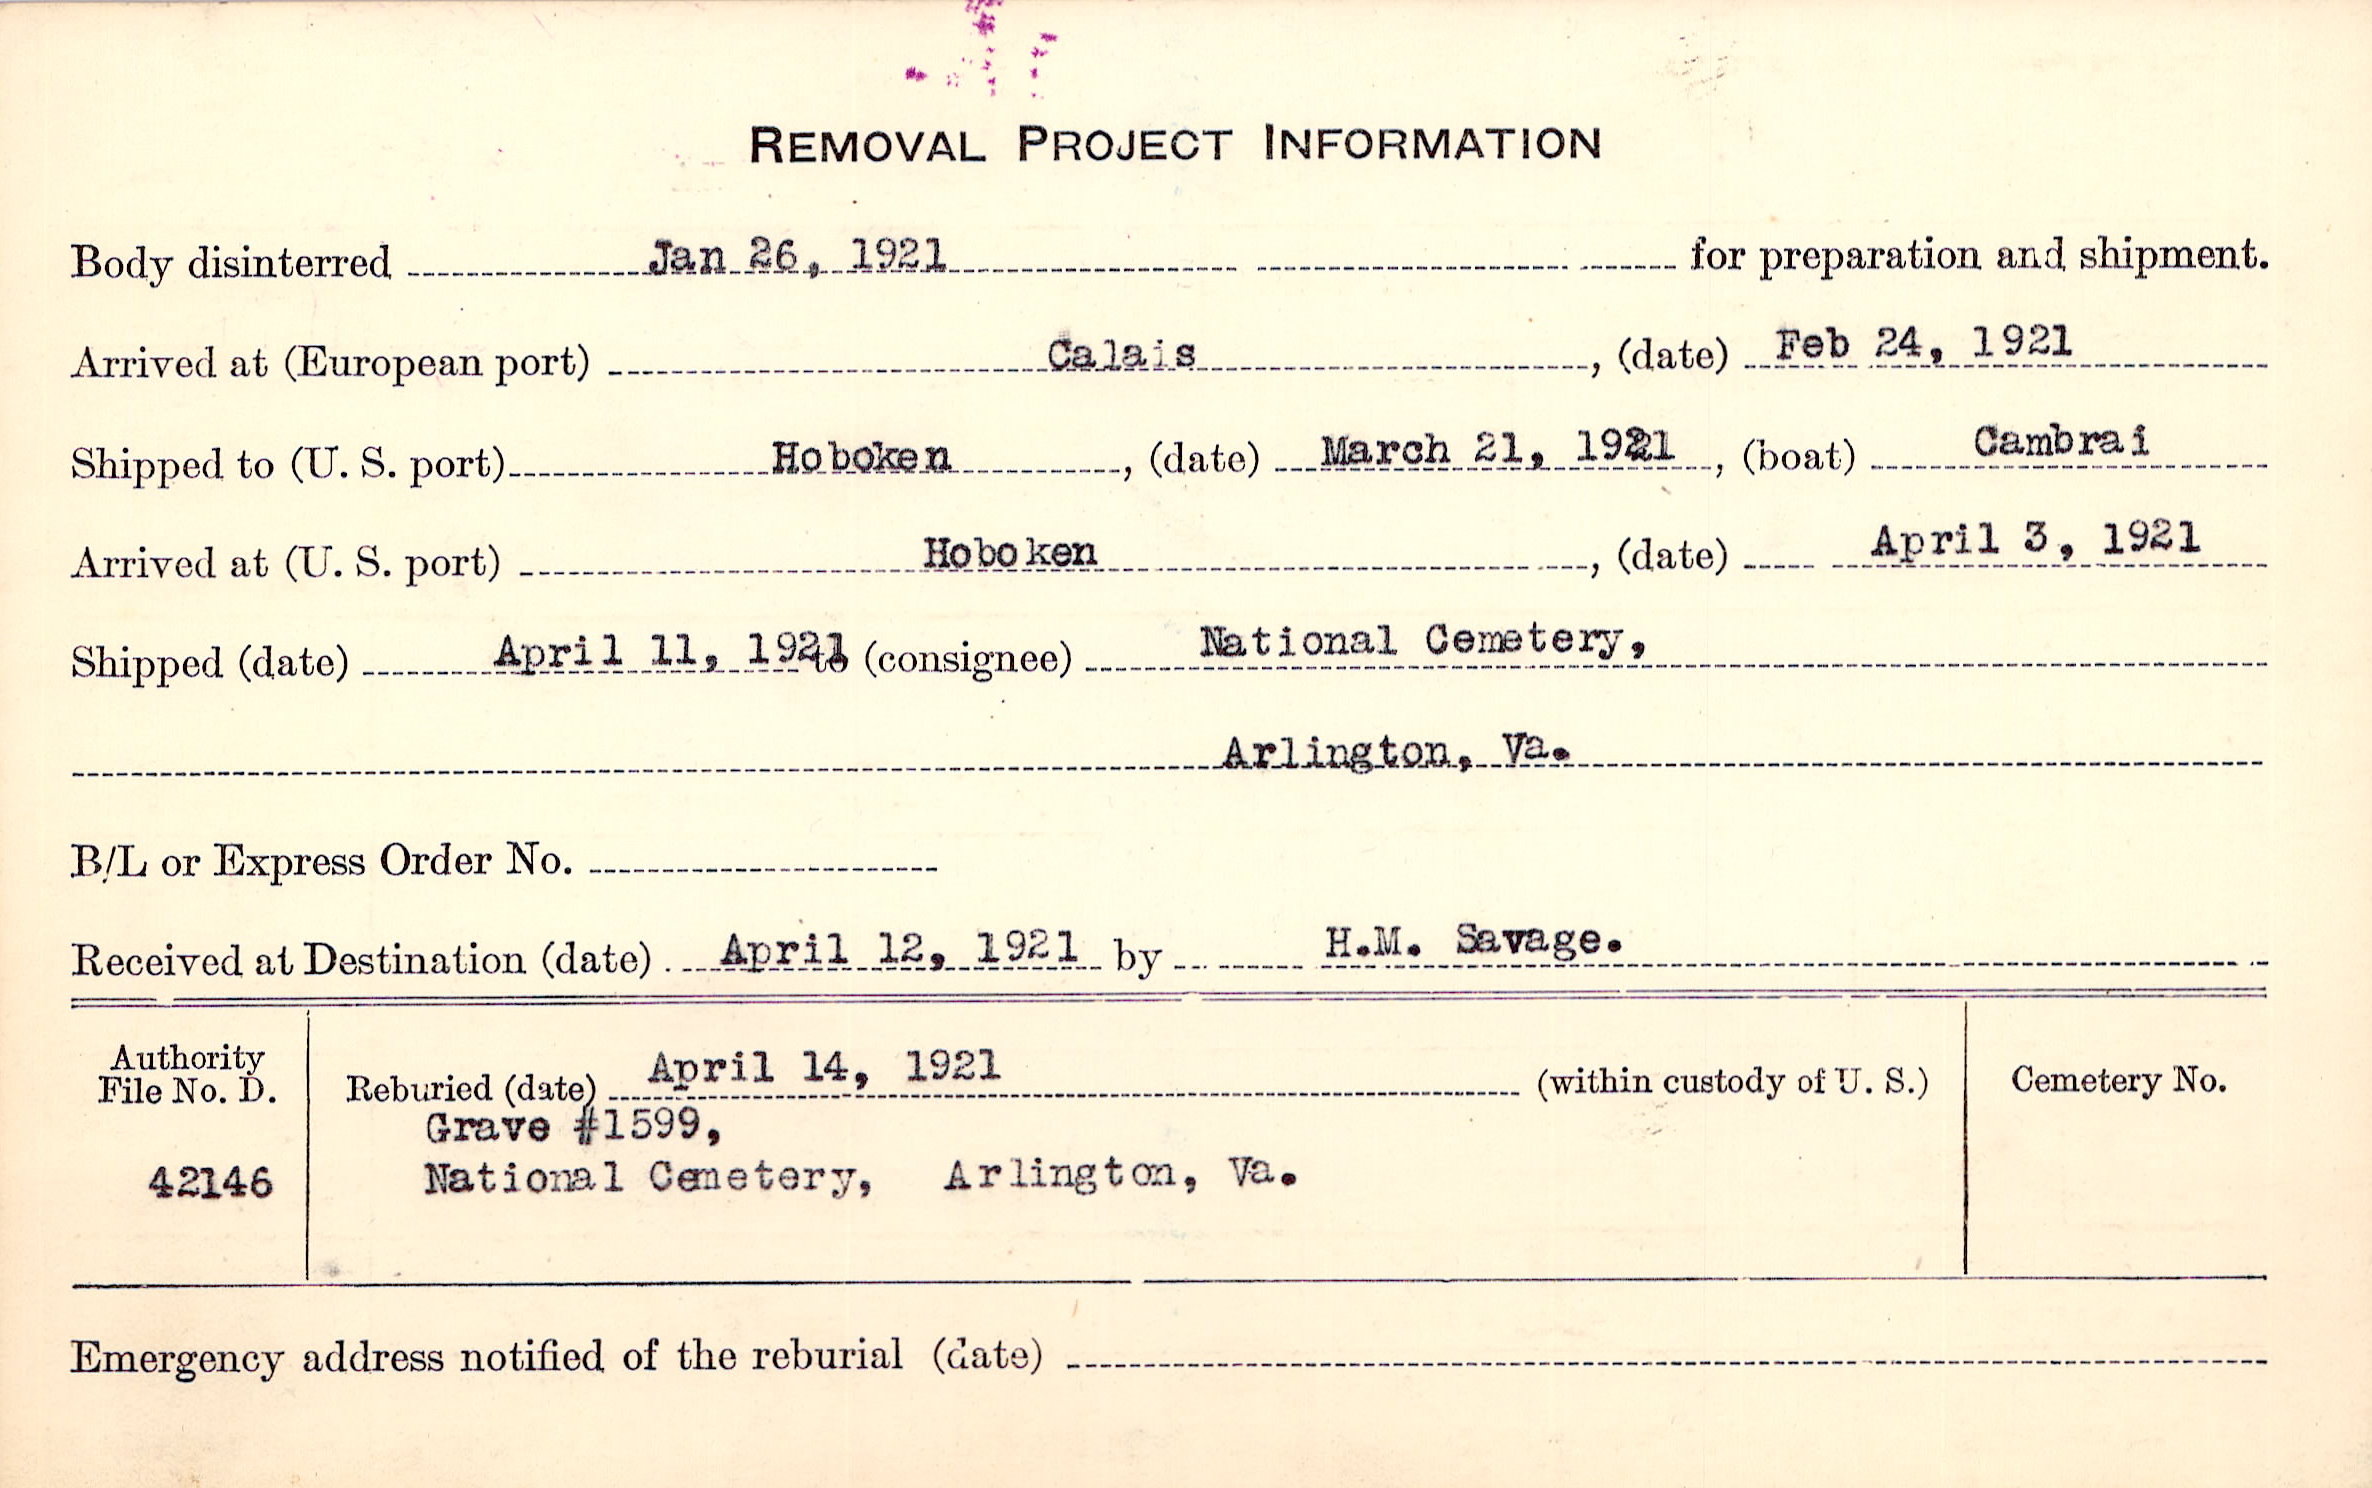 REMOVAL PROJECT INFORMATION
Body disinterred Jan 26, 1921 for preparation and shipment.
Arrived at (European port) Calais, (date) Feb 24, 1921
Shipped to (U. S. port) Hoboken, (date) March 21, 1921, (boat) Cambrai
Arrived at (U. S. port) Hoboken, (date) April 3, 1921
Shipped (date) April 11, 1921 to (consignee) National Cemetery,
Arlington, Va.
B/L or Express Order No.
Received at Destination (date) April 12, 1921 by H.M. Savage.
Authority
File No. D.
42146
Reburied (date) April 14, 1921 (within custody of U. S.)
Grave #1599,
National Cemetery, Arlington, Va.
Cemetery No.
Emergency address notified of the reburial (date)